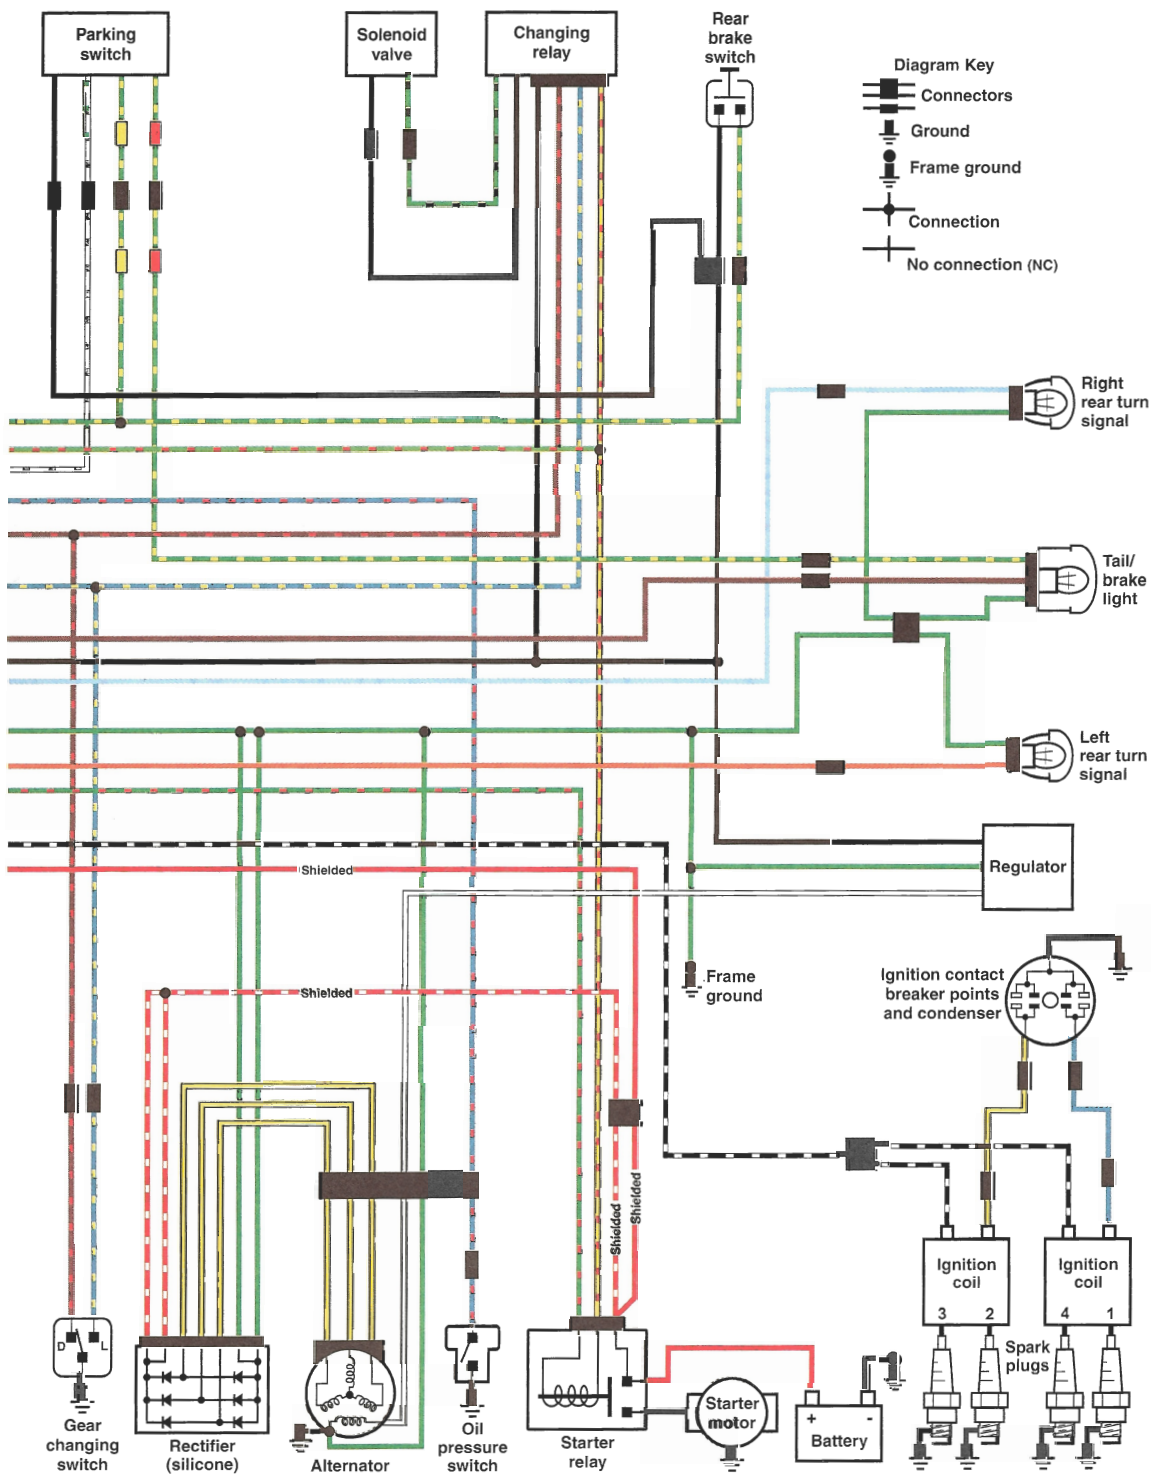 Parking
switch
Solenoid
valve
Changing
relay
Rear
brake
switch
Diagram Key
Connectors
Ground
Frame ground
Connection
No connection (NC)
Right
rear turn
signal
Tail/
brake
light
Left
rear turn
signal
Regulator
Shielded
Frame
ground
Ignition contact
breaker points
and condenser
Shielded
Shielded
Shielded
Ignition
coil
3 2
Ignition
coil
4 1
Spark
plugs
D L
Gear
changing
switch
Rectifier
(silicone)
Alternator
Oil
pressure
switch
Starter
relay
Starter
motor
+ -
Battery